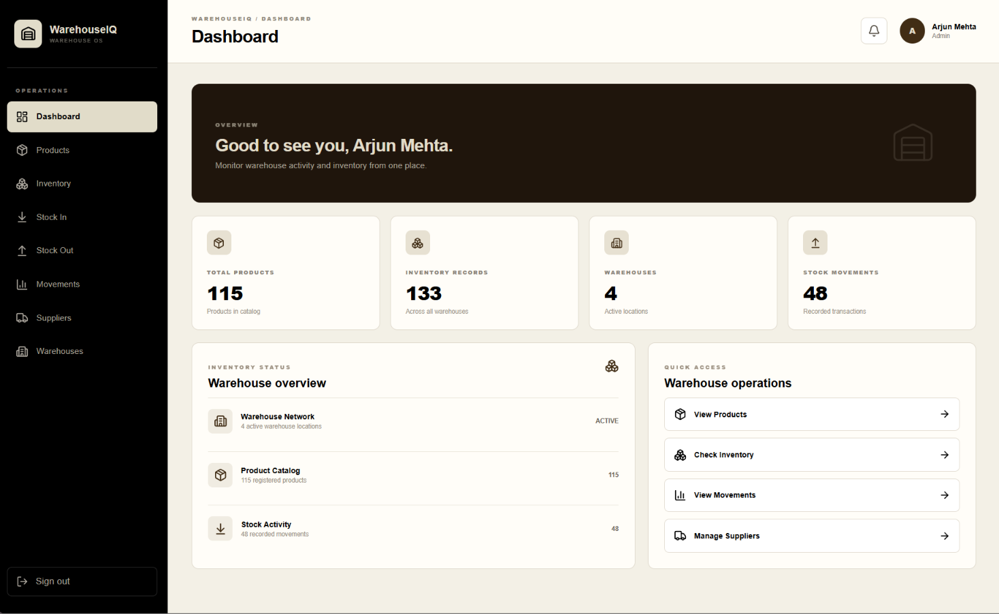 WarehouseIQ
WAREHOUSE OS
OPERATIONS
Dashboard
Products
Inventory
Stock In
Stock Out
Movements
Suppliers
Warehouses
Sign out
WAREHOUSEIQ / DASHBOARD
Dashboard
A
Arjun Mehta
Admin
OVERVIEW
Good to see you, Arjun Mehta.
Monitor warehouse activity and inventory from one place.
TOTAL PRODUCTS
115
Products in catalog
INVENTORY RECORDS
133
Across all warehouses
WAREHOUSES
4
Active locations
STOCK MOVEMENTS
48
Recorded transactions
INVENTORY STATUS
Warehouse overview
Warehouse Network
4 active warehouse locations
ACTIVE
Product Catalog
115 registered products
115
Stock Activity
48 recorded movements
48
QUICK ACCESS
Warehouse operations
View Products
Check Inventory
View Movements
Manage Suppliers